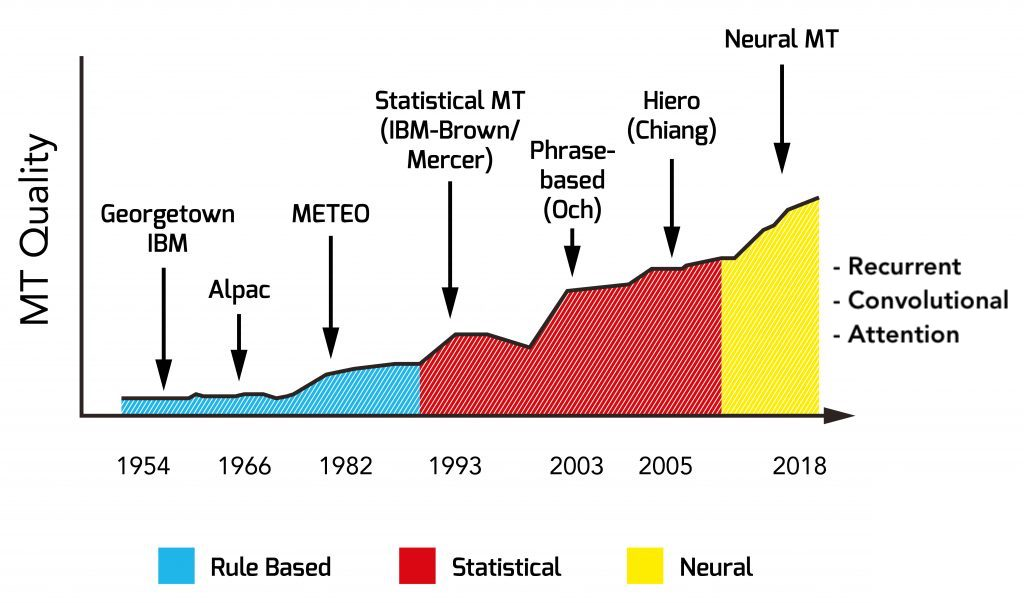 Neural MT
Statistical MT
(IBM-Brown/
Mercer)
Hiero
(Chiang)
Phrase-
based
(Och)
Georgetown
IBM
METEO
Alpac
MT Quality
- Recurrent
- Convolutional
- Attention
1954 1966 1982 1993 2003 2005 2018
Rule Based Statistical Neural